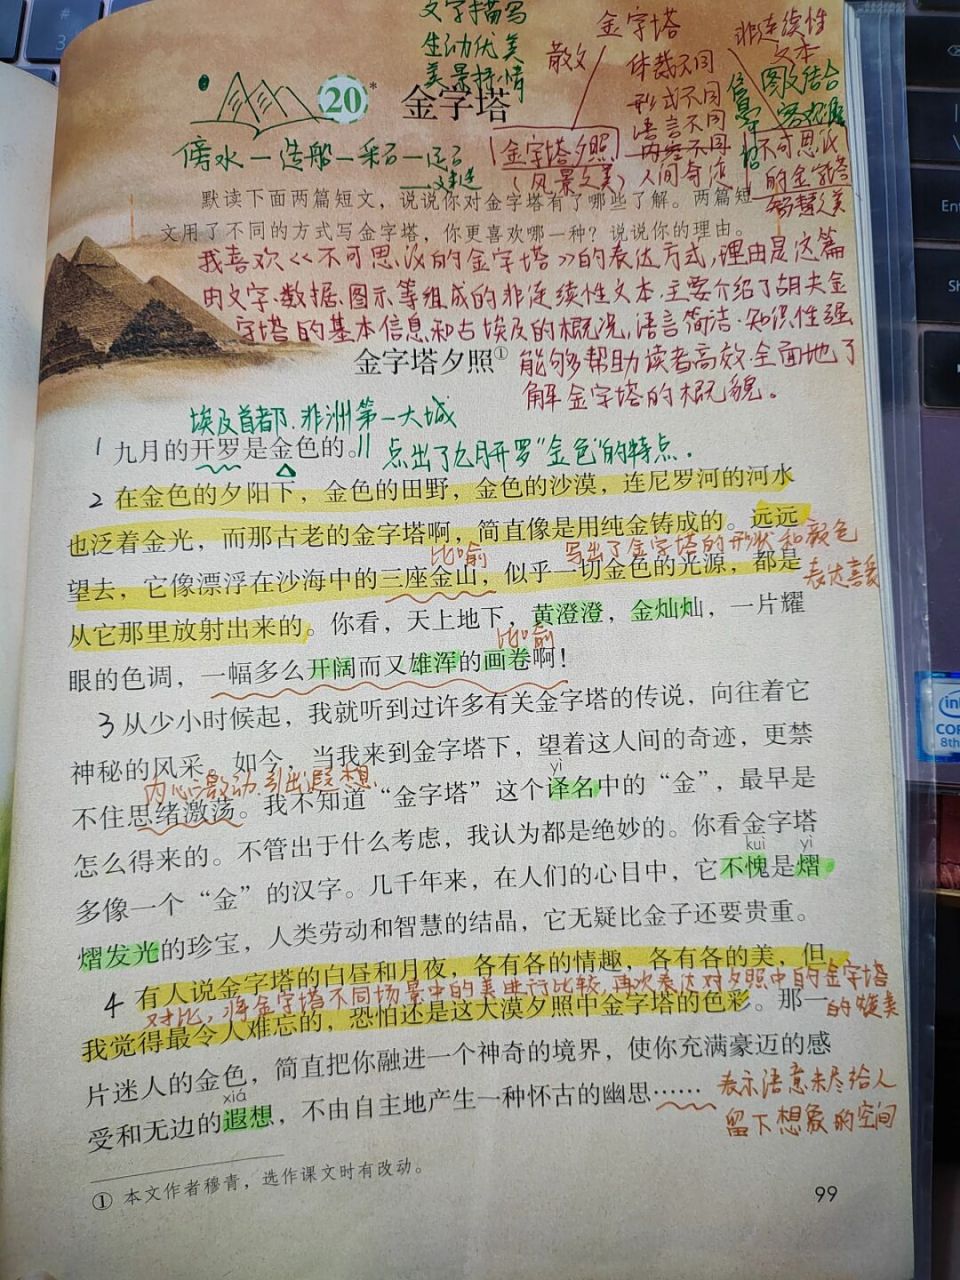 文字描写
生动优美
美景抒情
金字塔
散文
非连续性
文本
体裁不同
形式不同
语言不同
内容不同
人间奇迹
图文结合
20*
金字塔
金字塔夕照
(风景之美)
不可思议
的金字塔
智慧之美
傍水一造船一采石一运石
默读下面两篇短文，说说你对金字塔有了哪些了解。两篇短
文用了不同的方式写金字塔，你更喜欢哪一种？说说你的理由。
我喜欢《不可思议的金字塔》的表达方式，理由是这篇
由文字、数据、图示等组成的非连续性文本，主要介绍了胡夫金
字塔的基本信息和古埃及的概况，语言简洁、知识性强
能够帮助读者高效、全面地了
解金字塔的概貌。
金字塔夕照①
埃及首都、非洲第一大城
1 九月的开罗是金色的。
点出了九月开罗“金色”的特点.
2 在金色的夕阳下，金色的田野，金色的沙漠，连尼罗河的河水
也泛着金光，而那古老的金字塔啊，简直像是用纯金铸成的。远远
比喻
写出了金字塔的形状和颜色
表达喜爱
望去，它像漂浮在沙海中的三座金山，似乎一切金色的光源，都是
从它那里放射出来的。你看，天上地下，黄澄澄，金灿灿，一片耀
比喻
眼的色调，一幅多么开阔而又雄浑的画卷啊！
3 从少小时候起，我就听到过许多有关金字塔的传说，向往着它
神秘的风采。如今，当我来到金字塔下，望着这人间的奇迹，更禁
内心激动,引出遐想.
yì
不住思绪激荡。我不知道“金字塔”这个译名中的“金”，最早是
怎么得来的。不管出于什么考虑，我认为都是绝妙的。你看金字塔
kuì yì
多像一个“金”的汉字。几千年来，在人们的心目中，它不愧是熠
熠发光的珍宝，人类劳动和智慧的结晶，它无疑比金子还要贵重。
4 有人说金字塔的白昼和月夜，各有各的情趣，各有各的美，但
对比，将金字塔不同场景中的美进行比较,再次表达对夕照中的金字塔
的赞美
我觉得最令人难忘的，恐怕还是这大漠夕照中金字塔的色彩。那一
片迷人的金色，简直把你融进一个神奇的境界，使你充满豪迈的感
xiá
受和无边的遐想，不由自主地产生一种怀古的幽思……
表示语意未尽给人
留下想象的空间
① 本文作者穆青，选作课文时有改动。
99
intel
COR
8th
Ent
Sh
3